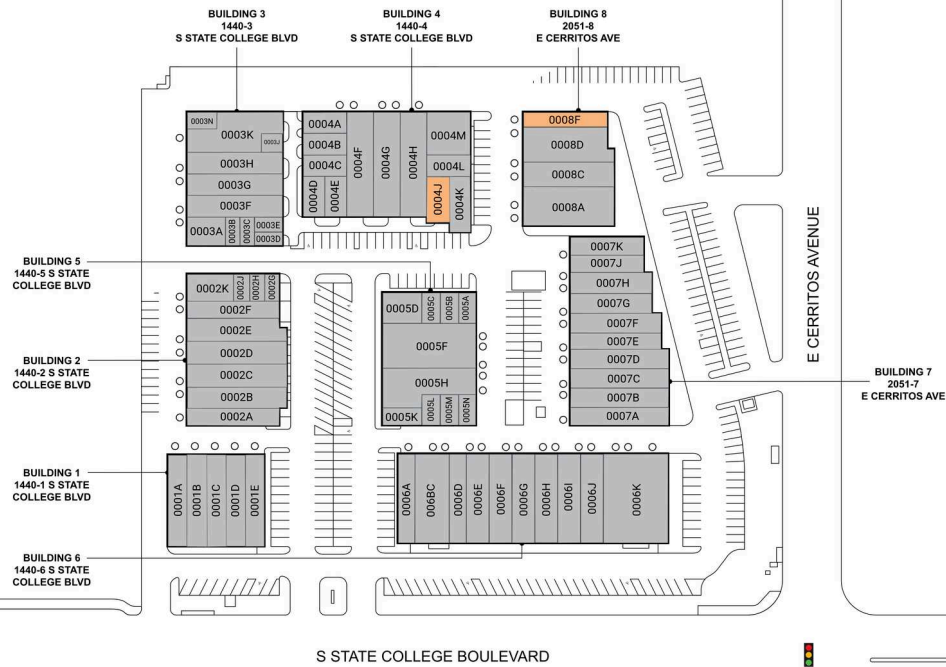 BUILDING 3
1440-3
S STATE COLLEGE BLVD
BUILDING 4
1440-4
S STATE COLLEGE BLVD
BUILDING 8
2051-8
E CERRITOS AVE
0003N
0003K
0003J
0003H
0003G
0003F
0003A
0003B
0003C
0003E
0003D
0004A
0004B
0004C
0004D
0004E
0004F
0004G
0004H
0004M
0004L
0004J
0004K
0008F
0008D
0008C
0008A
BUILDING 5
1440-5 S STATE
COLLEGE BLVD
0002K
0002J
0002H
0002G
0002F
0002E
0002D
0002C
0002B
0002A
BUILDING 2
1440-2 S STATE
COLLEGE BLVD
0005D
0005C
0005B
0005A
0005F
0005H
0005K
0005L
0005M
0005N
0007K
0007J
0007H
0007G
0007F
0007E
0007D
0007C
0007B
0007A
E CERRITOS AVENUE
BUILDING 7
2051-7
E CERRITOS AVE
BUILDING 1
1440-1 S STATE
COLLEGE BLVD
0001A
0001B
0001C
0001D
0001E
0006A
006BC
0006D
0006E
0006F
0006G
0006H
0006I
0006J
0006K
BUILDING 6
1440-6 S STATE
COLLEGE BLVD
S STATE COLLEGE BOULEVARD